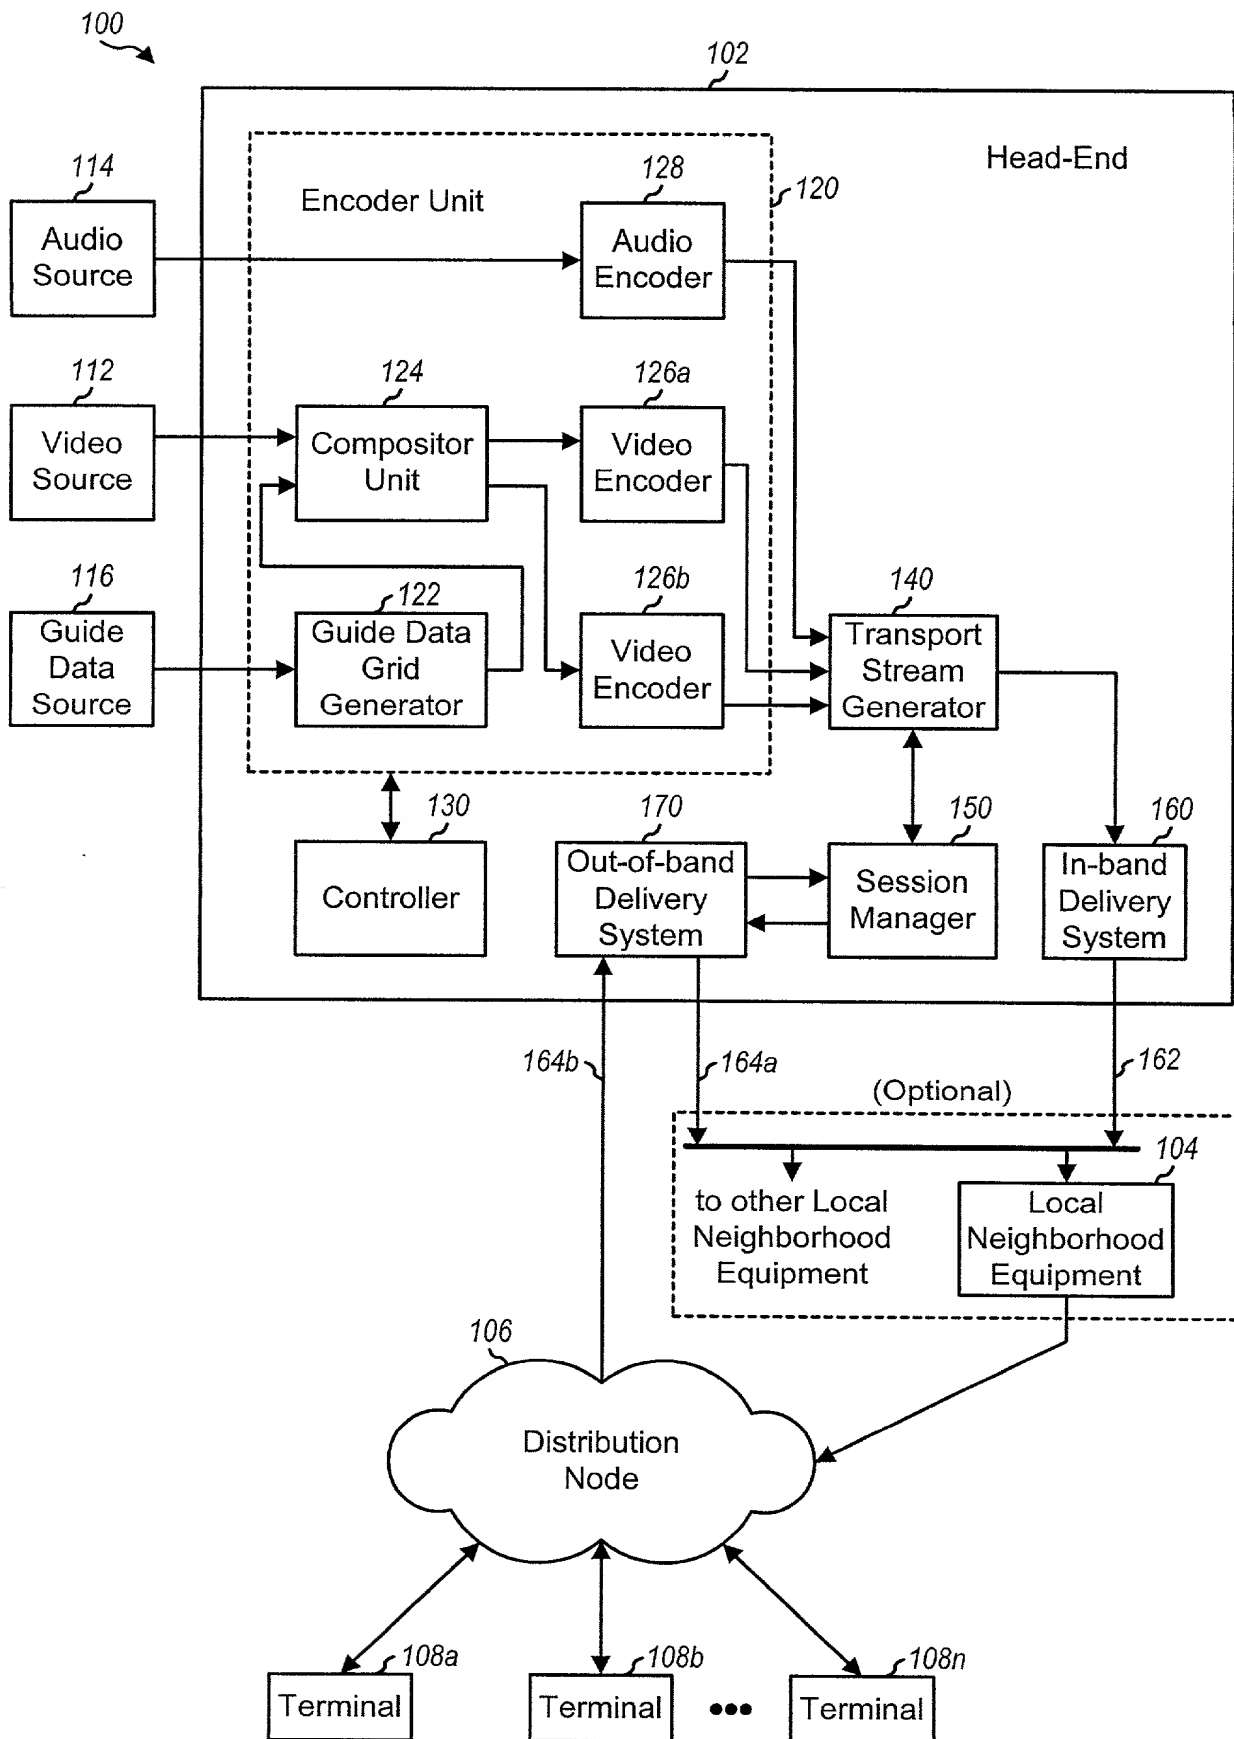 100
102
Head-End
114
Audio
Source
Encoder Unit
128
Audio
Encoder
120
112
Video
Source
124
Compositor
Unit
126a
Video
Encoder
116
Guide
Data
Source
122
Guide Data
Grid
Generator
126b
Video
Encoder
140
Transport
Stream
Generator
130
Controller
170
Out-of-band
Delivery
System
150
Session
Manager
160
In-band
Delivery
System
164b
164a
162
(Optional)
to other Local
Neighborhood
Equipment
104
Local
Neighborhood
Equipment
106
Distribution
Node
108a
Terminal
108b
Terminal
108n
Terminal